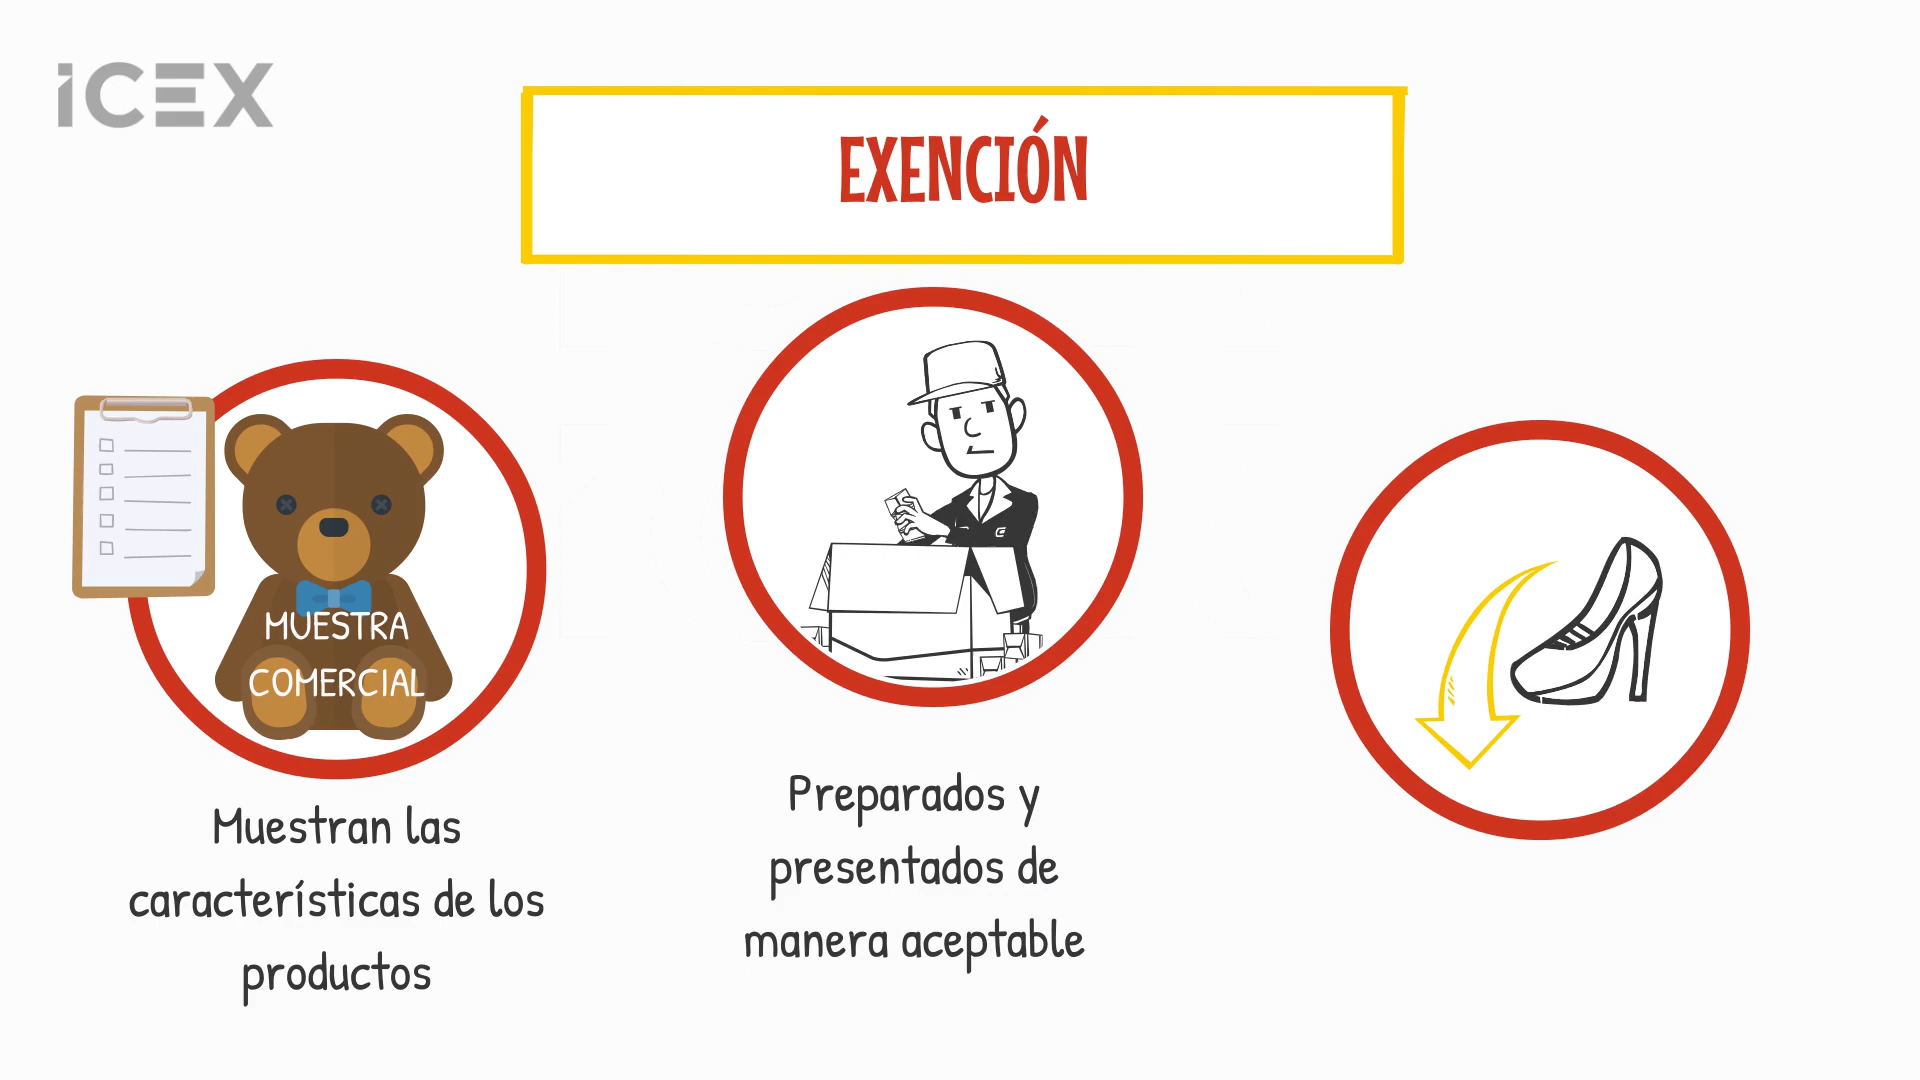 iCEX
EXENCIÓN
MUESTRA
COMERCIAL
Muestran las
características de los
productos
Preparados y
presentados de
manera aceptable